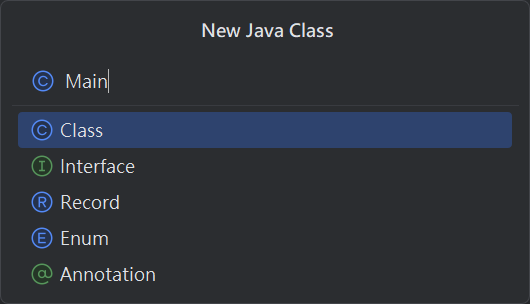 New Java Class
C Main
C Class
I Interface
R Record
E Enum
@ Annotation